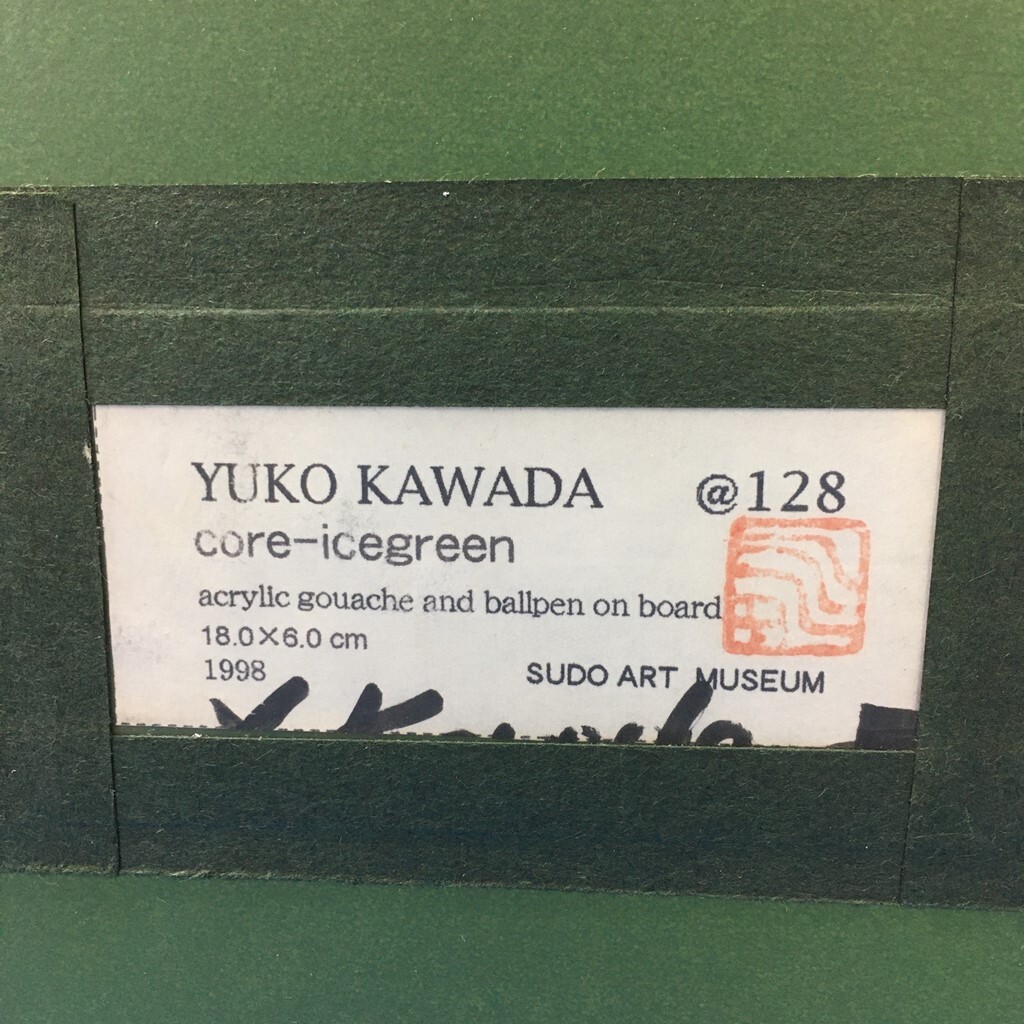 YUKO KAWADA @128
core-icegreen
acrylic gouache and ballpen on board
18.0×6.0 cm
1998
SUDO ART MUSEUM